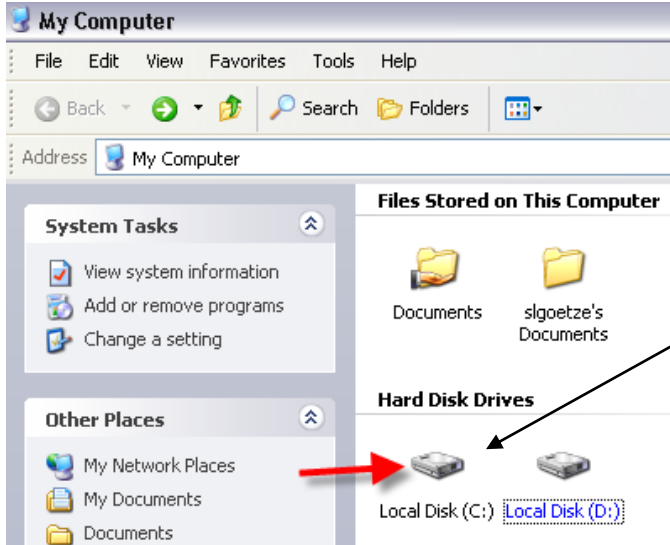 My Computer
File Edit View Favorites Tools Help
Back Search Folders
Address My Computer
System Tasks
View system information
Add or remove programs
Change a setting
Other Places
My Network Places
My Documents
Documents
Files Stored on This Computer
Documents
slgoetze's
Documents
Hard Disk Drives
Local Disk (C:) Local Disk (D:)